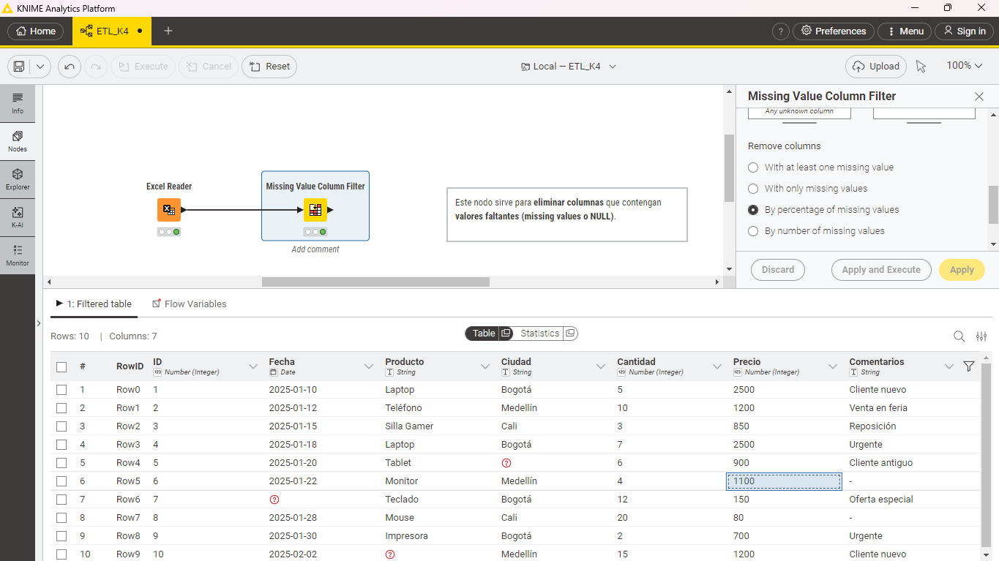 KNIME Analytics Platform
Home
ETL_K4
Preferences
Menu
Sign in
Execute
Cancel
Reset
Local — ETL_K4
Upload
100%
Info
Nodes
Explorer
K-AI
Monitor
Excel Reader
Missing Value Column Filter
Add comment
Este nodo sirve para eliminar columnas que contengan
valores faltantes (missing values o NULL).
Missing Value Column Filter
Any unknown column
Remove columns
With at least one missing value
With only missing values
By percentage of missing values
By number of missing values
Discard
Apply and Execute
Apply
1: Filtered table
Flow Variables
Rows: 10 | Columns: 7
Table
Statistics
# RowID ID Fecha Producto Ciudad Cantidad Precio Comentarios
Number (Integer) Date String String Number (Integer) Number (Integer) String
1 Row0 1 2025-01-10 Laptop Bogotá 5 2500 Cliente nuevo
2 Row1 2 2025-01-12 Teléfono Medellín 10 1200 Venta en feria
3 Row2 3 2025-01-15 Silla Gamer Cali 3 850 Reposición
4 Row3 4 2025-01-18 Laptop Bogotá 7 2500 Urgente
5 Row4 5 2025-01-20 Tablet ? 6 900 Cliente antiguo
6 Row5 6 2025-01-22 Monitor Medellín 4 1100 -
7 Row6 7 ? Teclado Bogotá 12 150 Oferta especial
8 Row7 8 2025-01-28 Mouse Cali 20 80 -
9 Row8 9 2025-01-30 Impresora Bogotá 2 700 Urgente
10 Row9 10 2025-02-02 ? Medellín 15 1200 Cliente nuevo